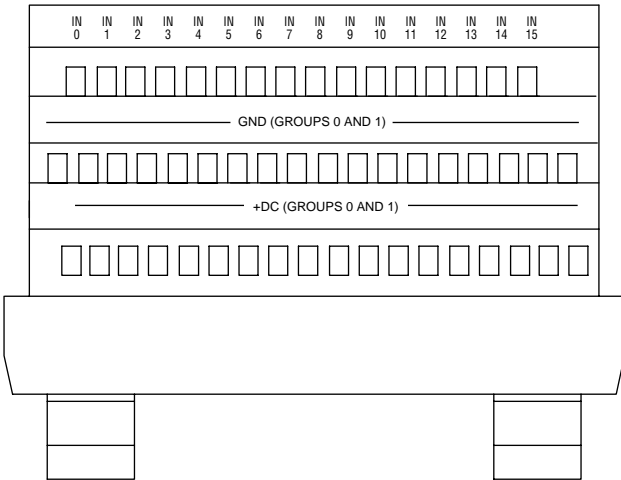 IN IN IN IN IN IN IN IN IN IN IN IN IN IN IN IN
0 1 2 3 4 5 6 7 8 9 10 11 12 13 14 15
GND (GROUPS 0 AND 1)
+DC (GROUPS 0 AND 1)